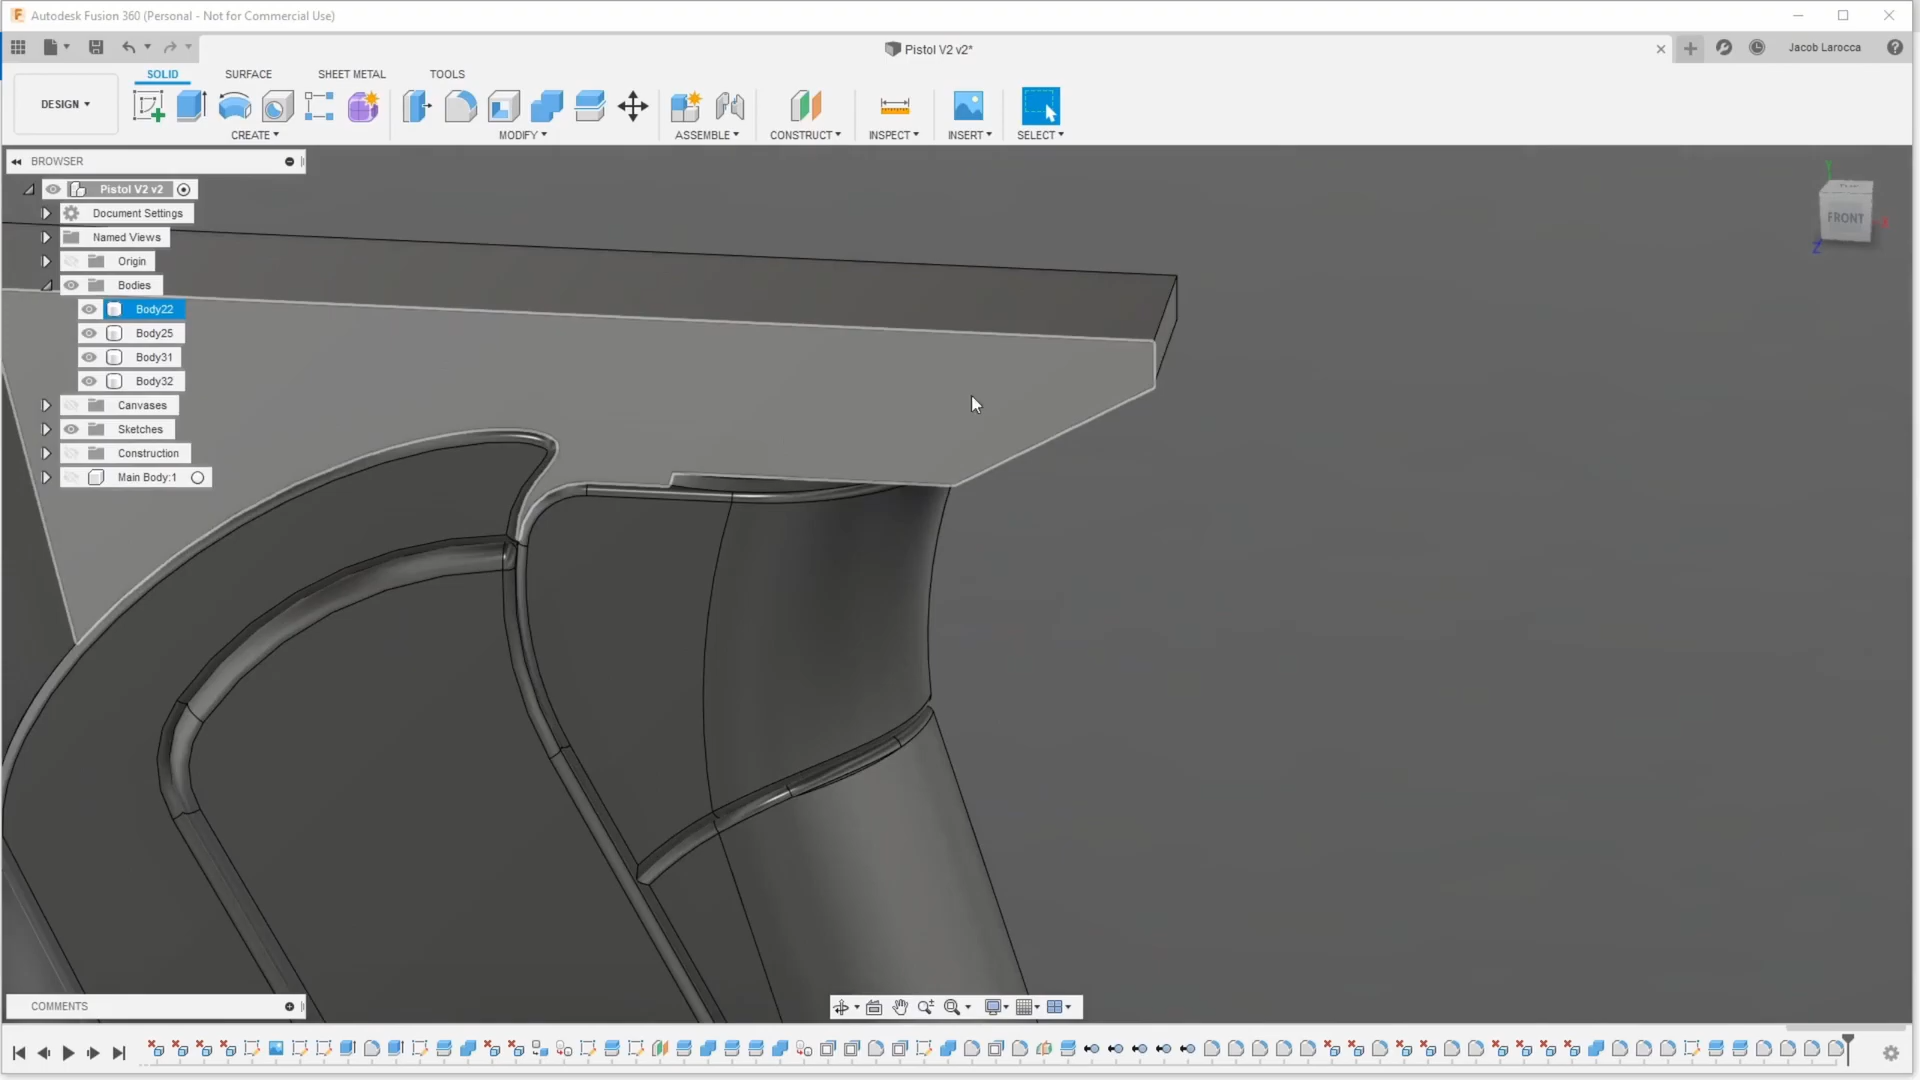 Autodesk Fusion 360 (Personal - Not for Commercial Use)
Pistol V2 v2*
Jacob Larocca
DESIGN
SOLID
SURFACE
SHEET METAL
TOOLS
CREATE
MODIFY
ASSEMBLE
CONSTRUCT
INSPECT
INSERT
SELECT
BROWSER
Pistol V2 v2
Document Settings
Named Views
Origin
Bodies
Body22
Body25
Body31
Body32
Canvases
Sketches
Construction
Main Body:1
Y
FRONT
X
Z
COMMENTS